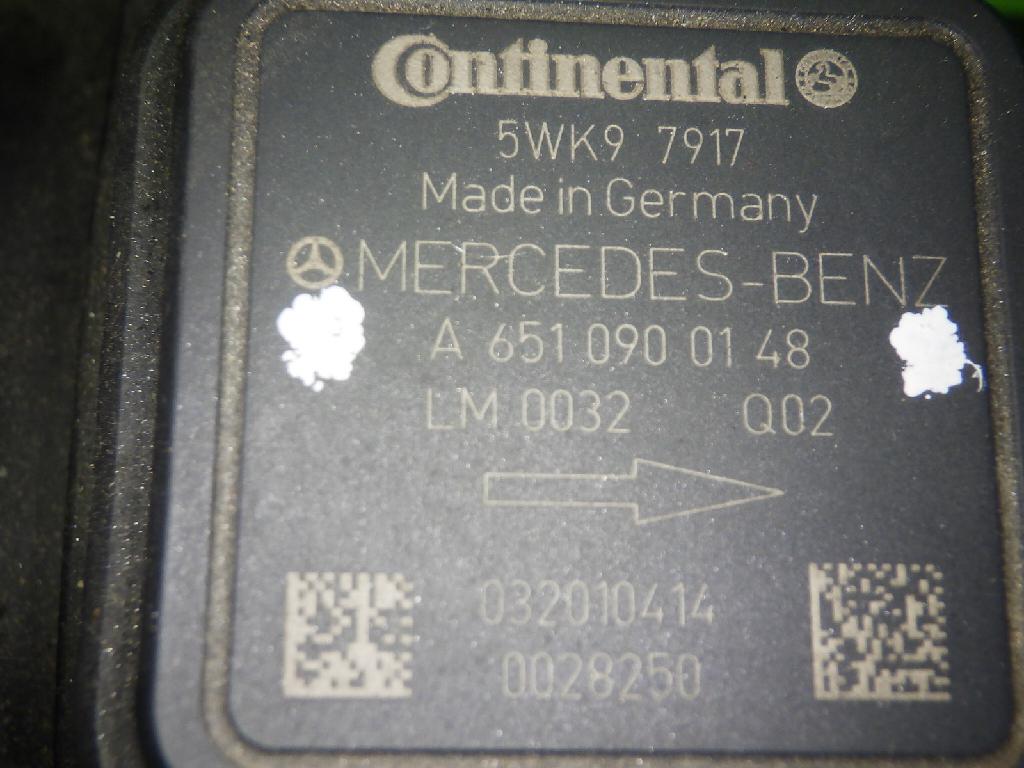 Continental
5WK9 7917
Made in Germany
MERCEDES-BENZ
A 651 090 01 48
LM 0032 Q02
032010414
0028250